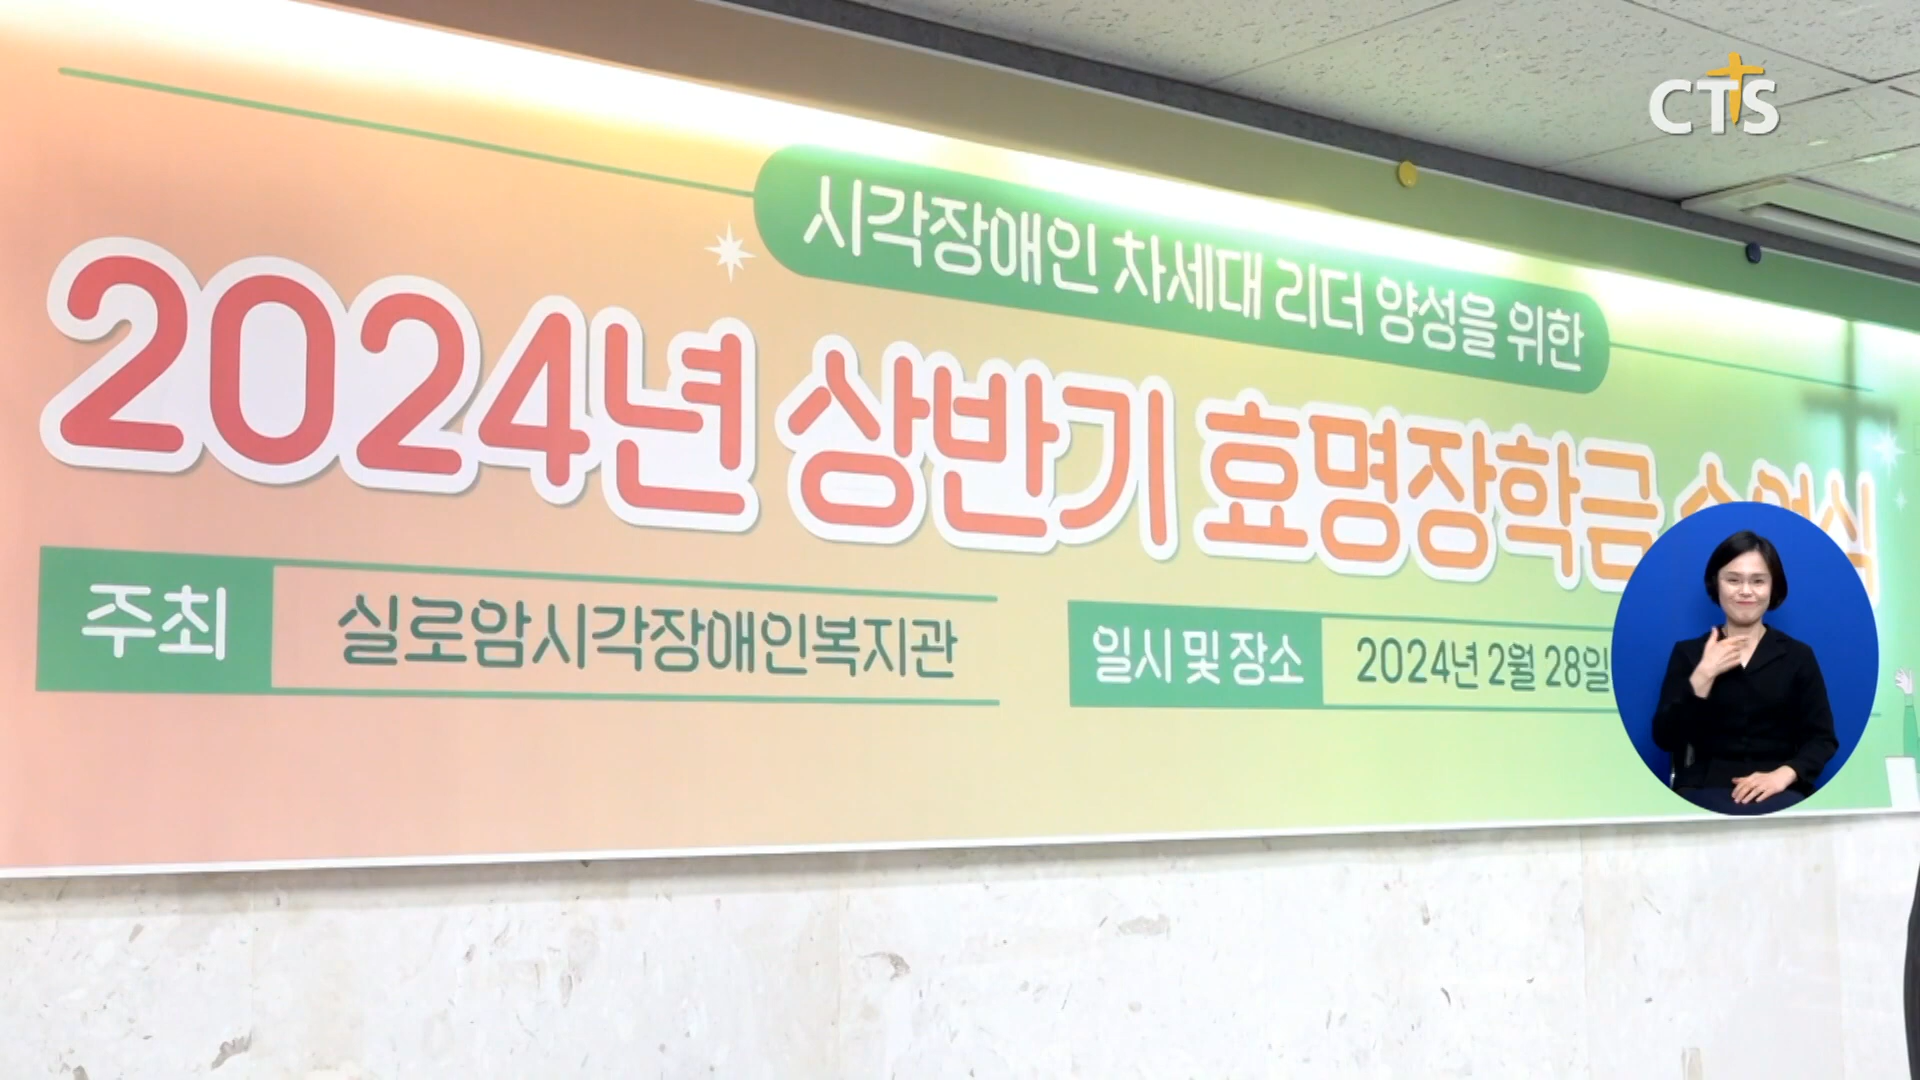 CTS
시각장애인 차세대 리더 양성을 위한
2024년 상반기 효명장학금
주최 실로암시각장애인복지관
일시 및 장소 2024년 2월 28일